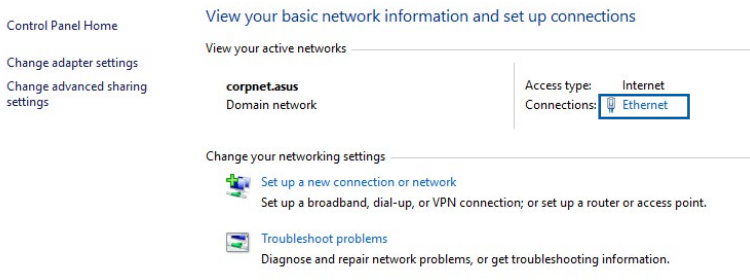 View your basic network information and set up connections
Control Panel Home
View your active networks
Change adapter settings
Change advanced sharing
settings
corpnet.asus
Domain network
Access type: Internet
Connections: Ethernet
Change your networking settings
Set up a new connection or network
Set up a broadband, dial-up, or VPN connection; or set up a router or access point.
Troubleshoot problems
Diagnose and repair network problems, or get troubleshooting information.